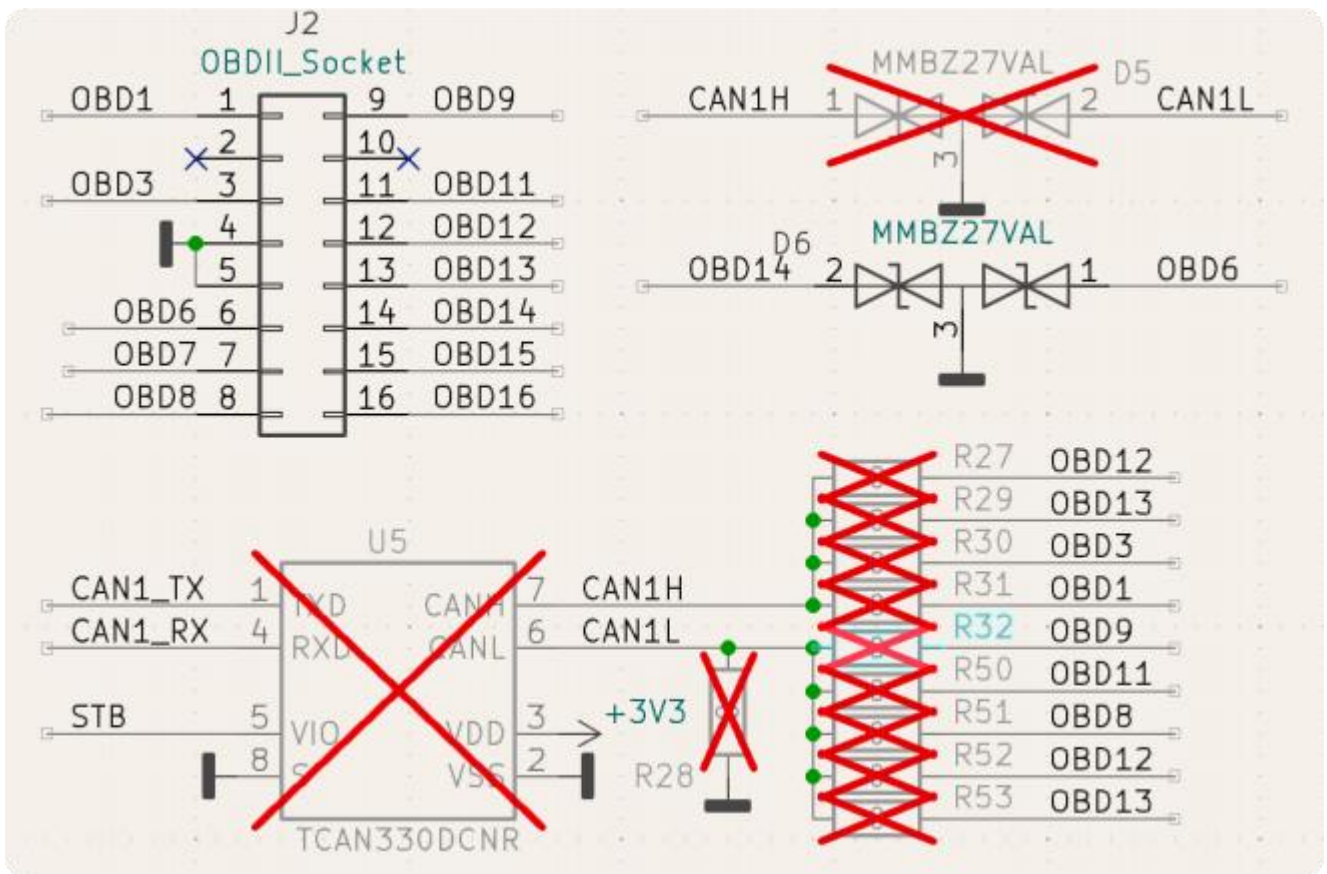 J2
OBDII_Socket
OBD1 1 9 OBD9
2 10
OBD3 3 11 OBD11
4 12 OBD12
5 13 OBD13
OBD6 6 14 OBD14
OBD7 7 15 OBD15
OBD8 8 16 OBD16
MMBZ27VAL D5
CAN1H 1 2 CAN1L
3
MMBZ27VAL
D6
OBD14 2 1 OBD6
3
U5
CAN1_TX 1 TXD CANH 7 CAN1H
CAN1_RX 4 RXD CANL 6 CAN1L
STB 5 VIO VDD 3 +3V3
8 S VSS 2
TCAN330DCNR
R28
R27 OBD12
R29 OBD13
R30 OBD3
R31 OBD1
R32 OBD9
R50 OBD11
R51 OBD8
R52 OBD12
R53 OBD13